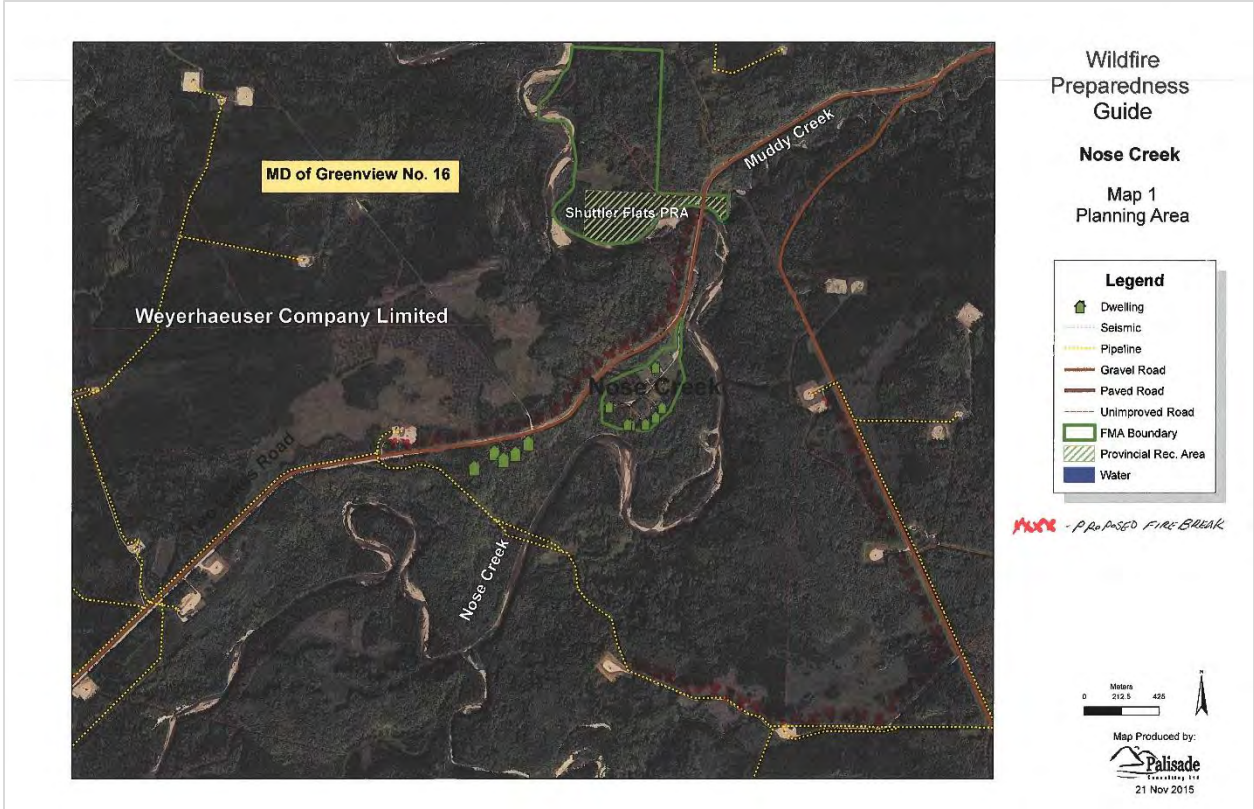 Wildfire
Preparedness
Guide
Nose Creek
Map 1
Planning Area
MD of Greenview No. 16
Muddy Creek
Shuttler Flats PRA
Weyerhaeuser Company Limited
Nose Creek
Road
Nose Creek
Legend
Dwelling
Seismic
Pipeline
Gravel Road
Paved Road
Unimproved Road
FMA Boundary
Provincial Rec. Area
Water
- PROPOSED FIRE BREAK
Meters
0 212.5 425
N
Map Produced by:
Palisade
Consulting Ltd
21 Nov 2015